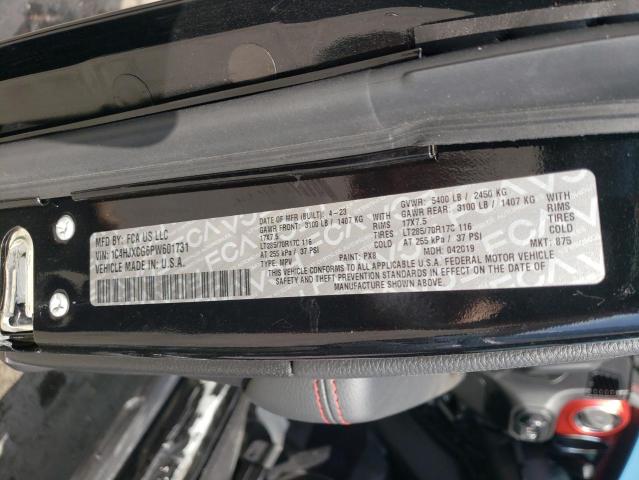 MFD BY: FCA US LLC
DATE OF MFR (BUILT): 4-23
GVWR: 5400 LB / 2450 KG
VIN: 1C4HJXCG6PW601731
GAWR FRONT: 3100 LB / 1407 KG WITH
GAWR REAR: 3100 LB / 1407 KG WITH
VEHICLE MADE IN U.S.A.
17X7.5 RIMS
17X7.5 RIMS
LT285/70R17C 116 TIRES
LT285/70R17C 116 TIRES
AT 255 kPa / 37 PSI COLD
AT 255 kPa / 37 PSI COLD
TYPE: MPV
PAINT: PX8
MDH: 042019
MKT: 875
THIS VEHICLE CONFORMS TO ALL APPLICABLE U.S.A. FEDERAL MOTOR VEHICLE
SAFETY AND THEFT PREVENTION STANDARDS IN EFFECT ON THE DATE OF
MANUFACTURE SHOWN ABOVE.